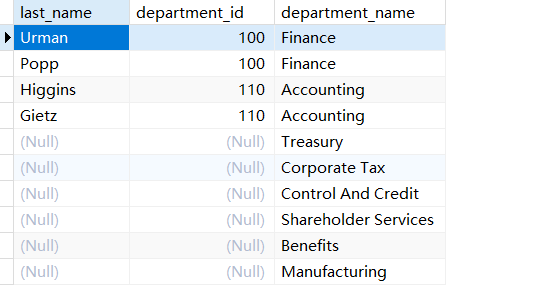 last_name department_id department_name
Urman 100 Finance
Popp 100 Finance
Higgins 110 Accounting
Gietz 110 Accounting
(Null) (Null) Treasury
(Null) (Null) Corporate Tax
(Null) (Null) Control And Credit
(Null) (Null) Shareholder Services
(Null) (Null) Benefits
(Null) (Null) Manufacturing